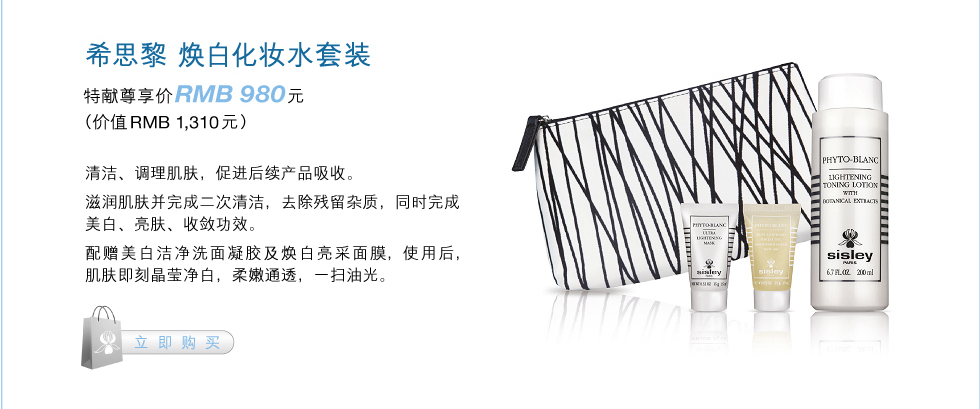 希思黎 焕白化妆水套装
特献尊享价RMB 980元
（价值RMB 1,310元）
清洁、调理肌肤，促进后续产品吸收。
滋润肌肤并完成二次清洁，去除残留杂质，同时完成
美白、亮肤、收敛功效。
配赠美白洁净洗面凝胶及焕白亮采面膜，使用后，
肌肤即刻晶莹净白，柔嫩通透，一扫油光。
立即购买
PHYTO-BLANC
LIGHTENING
TONING LOTION
WITH
BOTANICAL EXTRACTS
sisley
PARIS
6.7 FL.OZ. 200 ml
PHYTO-BLANC
ULTRA
LIGHTENING
MASK
sisley
PARIS
PHYTO-BLANC
sisley